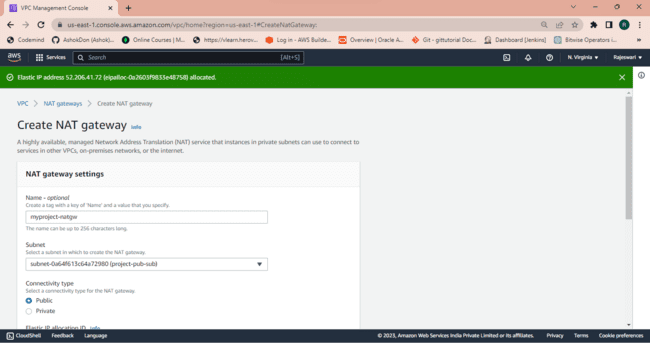 VPC Management Console
us-east-1.console.aws.amazon.com/vpc/home?region=us-east-1#CreateNatGateway:
Codemind
AshokDon (Ashok)...
Online Courses | M...
https://vlearn.herov...
Log in - AWS Builde...
Overview | Oracle A...
Git - gittutorial Doc...
Dashboard [Jenkins]
Bitwise Operators i...
aws
Services
Search
[Alt+S]
N. Virginia
Rajeswari
Elastic IP address 52.206.41.72 (eipalloc-0a2603f9833e48758) allocated.
VPC
NAT gateways
Create NAT gateway
Create NAT gateway Info
A highly available, managed Network Address Translation (NAT) service that instances in private subnets can use to connect to
services in other VPCs, on-premises networks, or the internet.
NAT gateway settings
Name - optional
Create a tag with a key of 'Name' and a value that you specify.
myproject-natgw
The name can be up to 256 characters long.
Subnet
Select a subnet in which to create the NAT gateway.
subnet-0a64f613c64a72980 (project-pub-sub)
Connectivity type
Select a connectivity type for the NAT gateway.
Public
Private
Elastic IP allocation ID Info
CloudShell
Feedback
Language
© 2023, Amazon Web Services India Private Limited or its affiliates.
Privacy
Terms
Cookie preferences